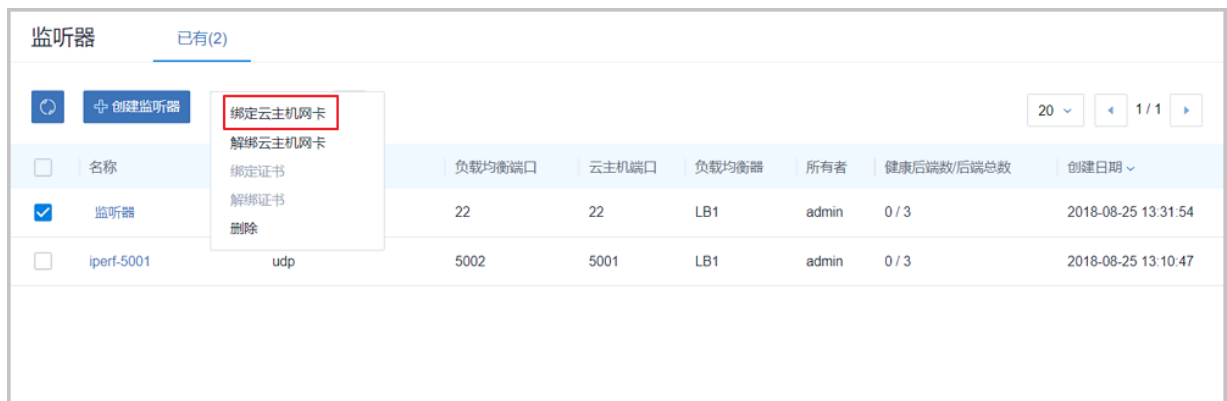 监听器 已有(2)
创建监听器 20 1 / 1
绑定云主机网卡
解绑云主机网卡
绑定证书
解绑证书
删除
名称 负载均衡端口 云主机端口 负载均衡器 所有者 健康后端数/后端总数 创建日期
监听器 22 22 LB1 admin 0 / 3 2018-08-25 13:31:54
iperf-5001 udp 5002 5001 LB1 admin 0 / 3 2018-08-25 13:10:47